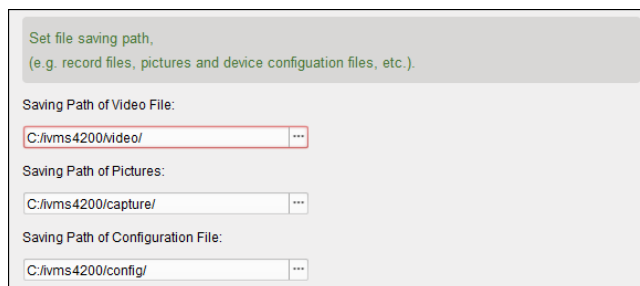 Set file saving path,
(e.g. record files, pictures and device configuation files, etc.).
Saving Path of Video File:
C:/ivms4200/video/
Saving Path of Pictures:
C:/ivms4200/capture/
Saving Path of Configuration File:
C:/ivms4200/config/